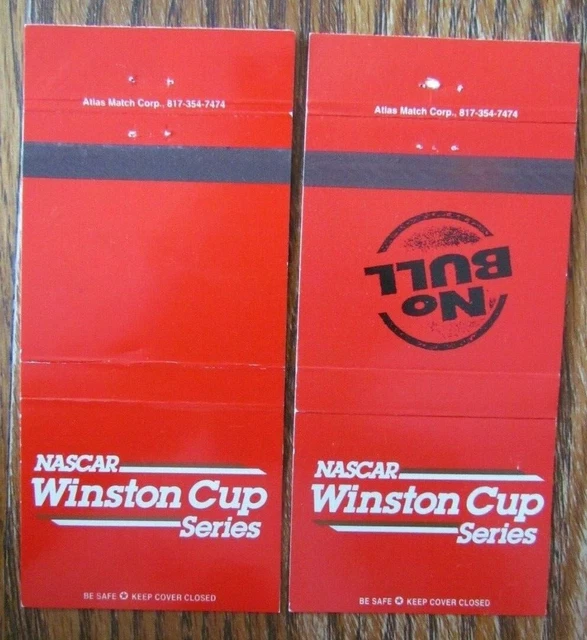 Atlas Match Corp., 817-354-7474
NASCAR
Winston Cup
Series
BE SAFE ✪ KEEP COVER CLOSED
Atlas Match Corp., 817-354-7474
No
BULL
NASCAR
Winston Cup
Series
BE SAFE ✪ KEEP COVER CLOSED